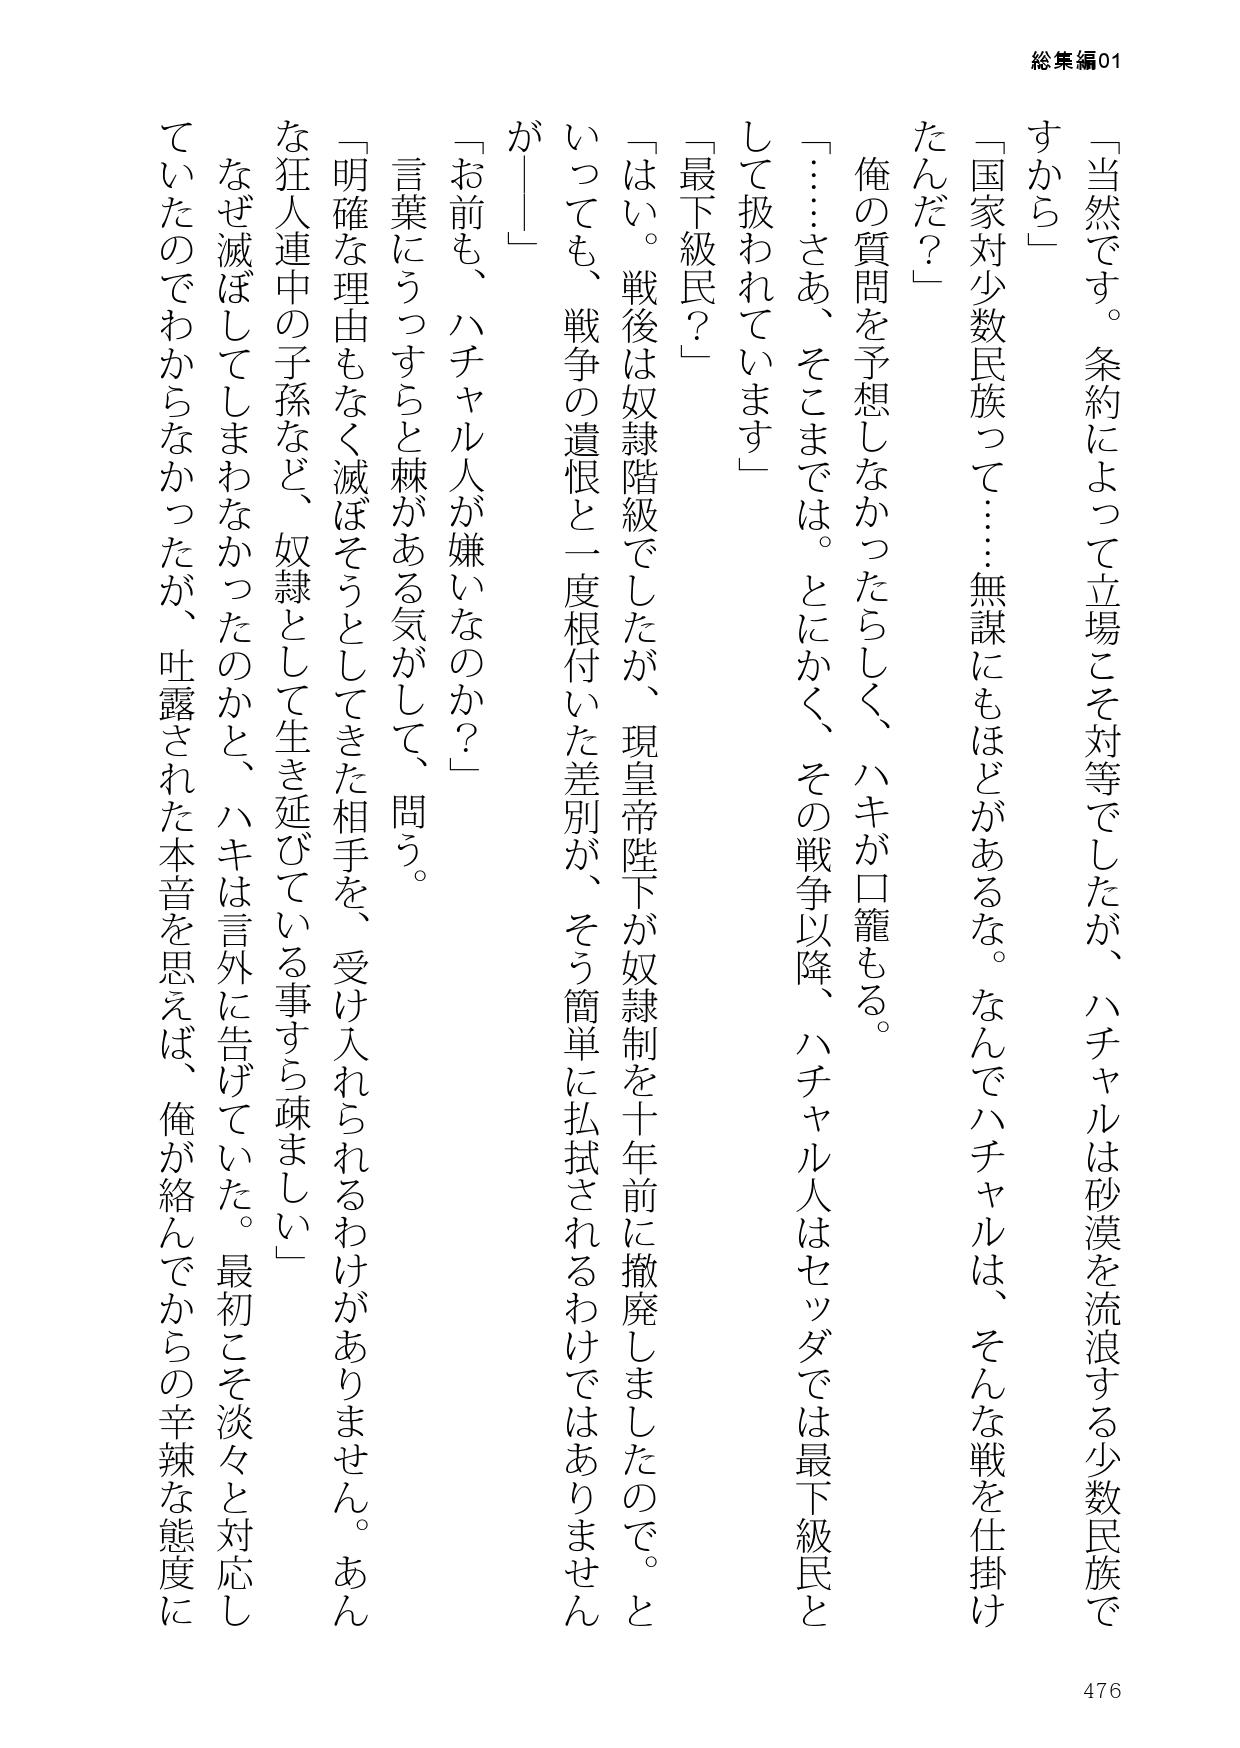 総集編01
「当然です。条約によって立場こそ対等でしたが、ハチャルは砂漠を流浪する少数民族で
すから」
「国家対少数民族って……無謀にもほどがあるな。なんでハチャルは、そんな戦を仕掛け
たんだ？」
　俺の質問を予想しなかったらしく、ハキが口籠もる。
「……さあ、そこまでは。とにかく、その戦争以降、ハチャル人はセッダでは最下級民と
して扱われています」
「最下級民？」
「はい。戦後は奴隷階級でしたが、現皇帝陛下が奴隷制を十年前に撤廃しましたので。と
いっても、戦争の遺恨と一度根付いた差別が、そう簡単に払拭されるわけではありません
が――」
「お前も、ハチャル人が嫌いなのか？」
　言葉にうっすらと棘がある気がして、問う。
「明確な理由もなく滅ぼそうとしてきた相手を、受け入れられるわけがありません。あん
な狂人連中の子孫など、奴隷として生き延びている事すら疎ましい」
　なぜ滅ぼしてしまわなかったのかと、ハキは言外に告げていた。最初こそ淡々と対応し
ていたのでわからなかったが、吐露された本音を思えば、俺が絡んでからの辛辣な態度に
476